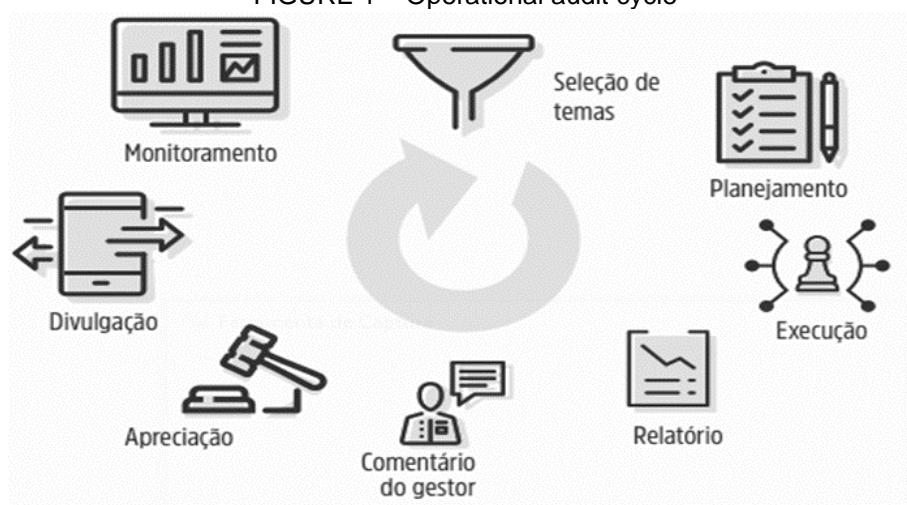 FIGURE 1 – Operational audit cycle
Seleção de
temas
Planejamento
Execução
Relatório
Comentário
do gestor
Apreciação
Divulgação
Monitoramento